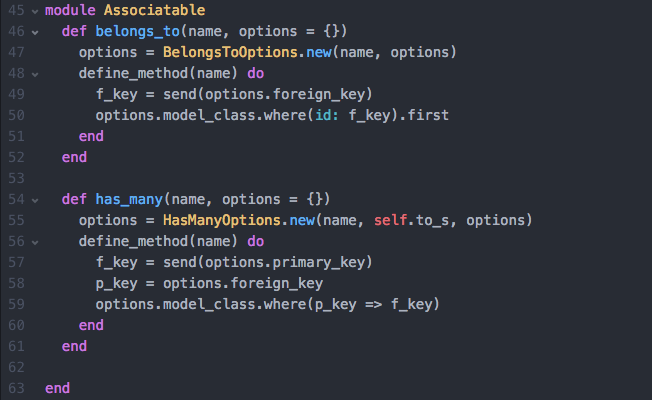 45 module Associatable
46   def belongs_to(name, options = {})
47     options = BelongsToOptions.new(name, options)
48     define_method(name) do
49       f_key = send(options.foreign_key)
50       options.model_class.where(id: f_key).first
51     end
52   end
53
54   def has_many(name, options = {})
55     options = HasManyOptions.new(name, self.to_s, options)
56     define_method(name) do
57       f_key = send(options.primary_key)
58       p_key = options.foreign_key
59       options.model_class.where(p_key => f_key)
60     end
61   end
62
63 end